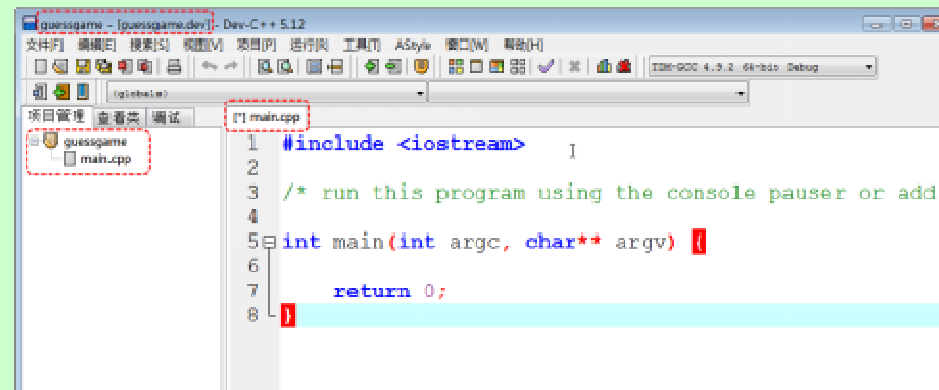 guessgame - [guessgame.dev] - Dev-C++ 5.12
文件[F] 编辑[E] 搜索[S] 视图[V] 项目[P] 运行[R] 工具[T] AStyle 窗口[W] 帮助[H]
TDM-GCC 4.9.2 64-bit Debug
(globals)
项目管理 查看类 调试
[*] main.cpp
guessgame
main.cpp
1 #include <iostream>
2
3 /* run this program using the console pauser or add
4
5 int main(int argc, char** argv) {
6
7 return 0;
8 }